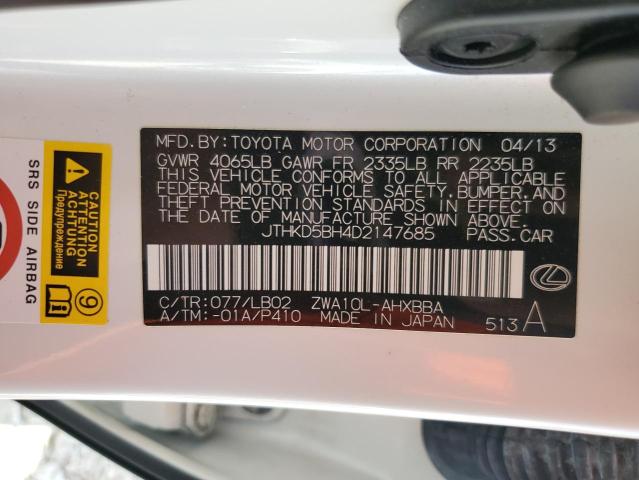 MFD.BY:TOYOTA MOTOR CORPORATION 04/13
GVWR 4065LB GAWR FR 2335LB RR 2235LB
THIS VEHICLE CONFORMS TO ALL APPLICABLE
FEDERAL MOTOR VEHICLE SAFETY,BUMPER,AND
THEFT PREVENTION STANDARDS IN EFFECT ON
THE DATE OF MANUFACTURE SHOWN ABOVE.
JTHKD5BH4D2147685 PASS.CAR
C/TR:077/LB02 ZWA10L-AHXBBA
A/TM:-01A/P410 MADE IN JAPAN 513 A
CAUTION
ATTENTION
ACHTUNG
Предупреждение
SRS SIDE AIRBAG
9